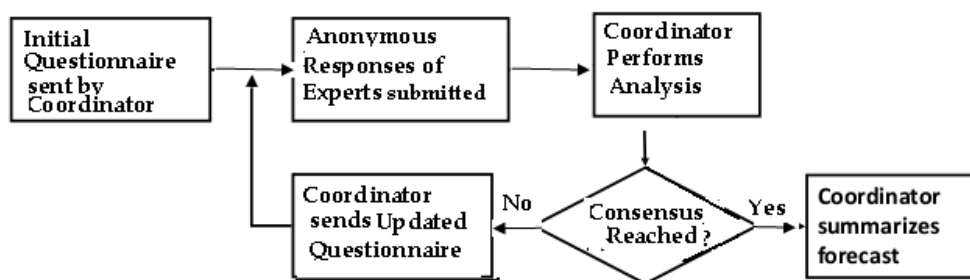 Initial
Questionnaire
sent by
Coordinator
Anonymous
Responses of
Experts submitted
Coordinator
Performs
Analysis
Consensus
Reached?
No
Yes
Coordinator
sends Updated
Questionnaire
Coordinator
summarizes
forecast